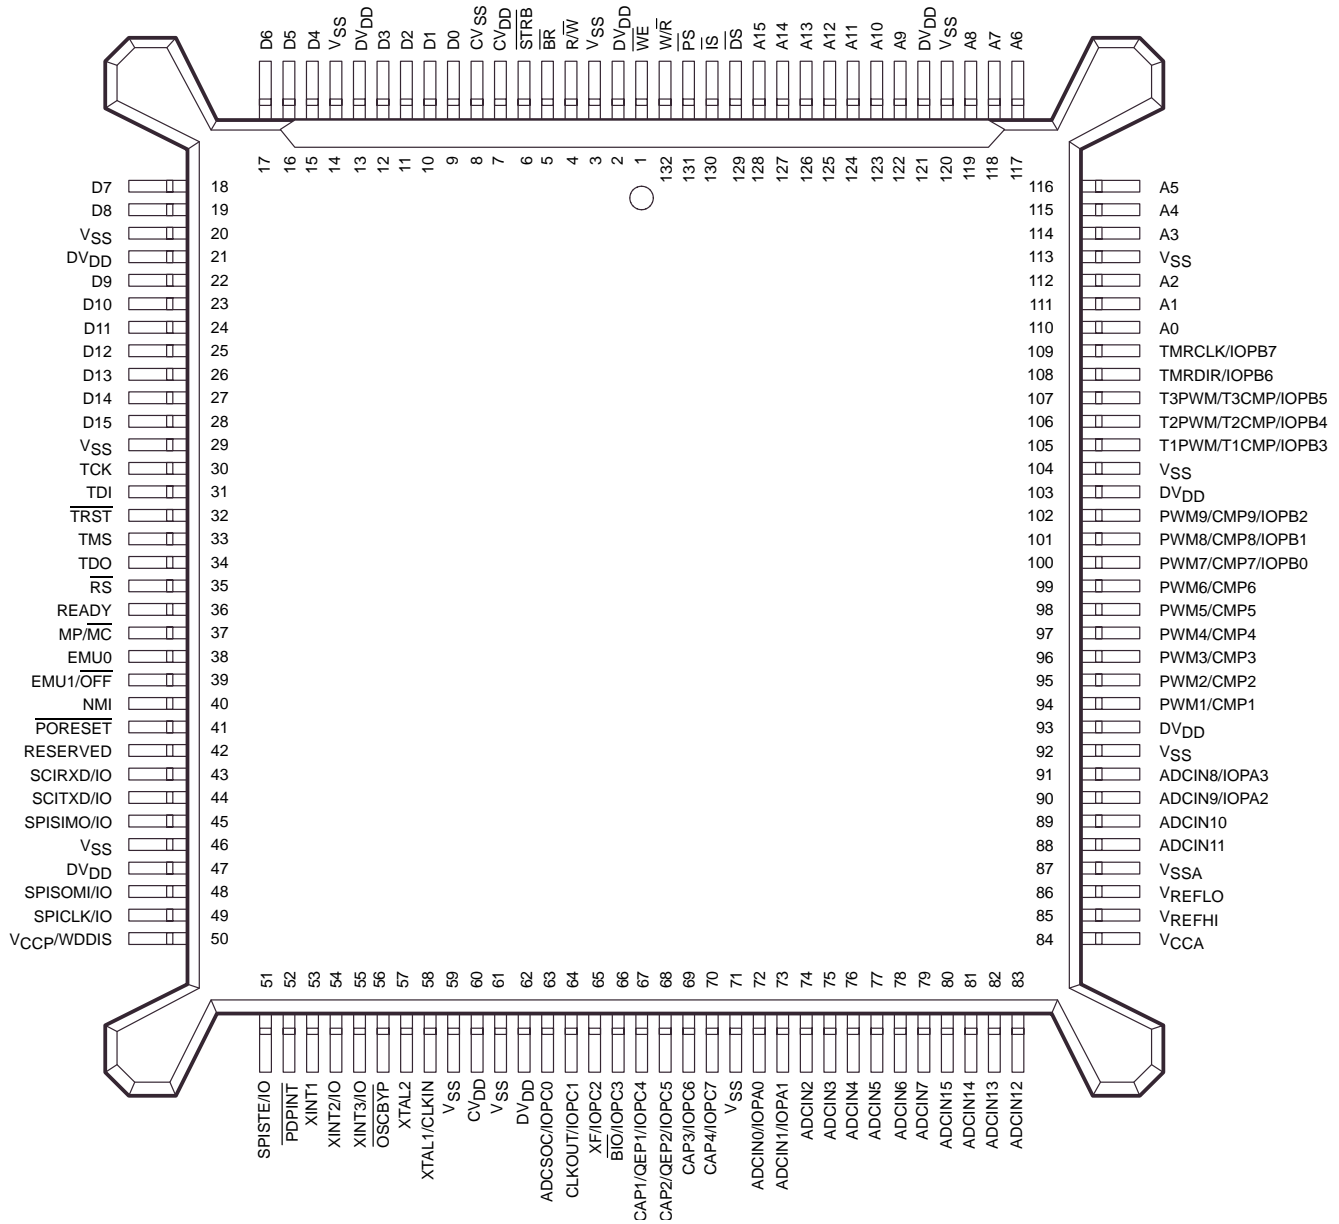 D6
D5
D4
VSS
DVDD
D3
D2
D1
D0
CVSS
CVDD
STRB
BR
R/W
VSS
DVDD
WE
W/R
PS
IS
DS
A15
A14
A13
A12
A11
A10
A9
DVDD
VSS
A8
A7
A6
17
16
15
14
13
12
11
10
9
8
7
6
5
4
3
2
1
132
131
130
129
128
127
126
125
124
123
122
121
120
119
118
117
D7 18
D8 19
VSS 20
DVDD 21
D9 22
D10 23
D11 24
D12 25
D13 26
D14 27
D15 28
VSS 29
TCK 30
TDI 31
TRST 32
TMS 33
TDO 34
RS 35
READY 36
MP/MC 37
EMU0 38
EMU1/OFF 39
NMI 40
PORESET 41
RESERVED 42
SCIRXD/IO 43
SCITXD/IO 44
SPISIMO/IO 45
VSS 46
DVDD 47
SPISOMI/IO 48
SPICLK/IO 49
VCCP/WDDIS 50
116 A5
115 A4
114 A3
113 VSS
112 A2
111 A1
110 A0
109 TMRCLK/IOPB7
108 TMRDIR/IOPB6
107 T3PWM/T3CMP/IOPB5
106 T2PWM/T2CMP/IOPB4
105 T1PWM/T1CMP/IOPB3
104 VSS
103 DVDD
102 PWM9/CMP9/IOPB2
101 PWM8/CMP8/IOPB1
100 PWM7/CMP7/IOPB0
99 PWM6/CMP6
98 PWM5/CMP5
97 PWM4/CMP4
96 PWM3/CMP3
95 PWM2/CMP2
94 PWM1/CMP1
93 DVDD
92 VSS
91 ADCIN8/IOPA3
90 ADCIN9/IOPA2
89 ADCIN10
88 ADCIN11
87 VSSA
86 VREFLO
85 VREFHI
84 VCCA
51
52
53
54
55
56
57
58
59
60
61
62
63
64
65
66
67
68
69
70
71
72
73
74
75
76
77
78
79
80
81
82
83
SPISTE/IO
PDPINT
XINT1
XINT2/IO
XINT3/IO
OSCBYP
XTAL2
XTAL1/CLKIN
VSS
CVDD
VSS
DVDD
ADCSOC/IOPC0
CLKOUT/IOPC1
XF/IOPC2
BIO/IOPC3
CAP1/QEP1/IOPC4
CAP2/QEP2/IOPC5
CAP3/IOPC6
CAP4/IOPC7
VSS
ADCIN0/IOPA0
ADCIN1/IOPA1
ADCIN2
ADCIN3
ADCIN4
ADCIN5
ADCIN6
ADCIN7
ADCIN15
ADCIN14
ADCIN13
ADCIN12